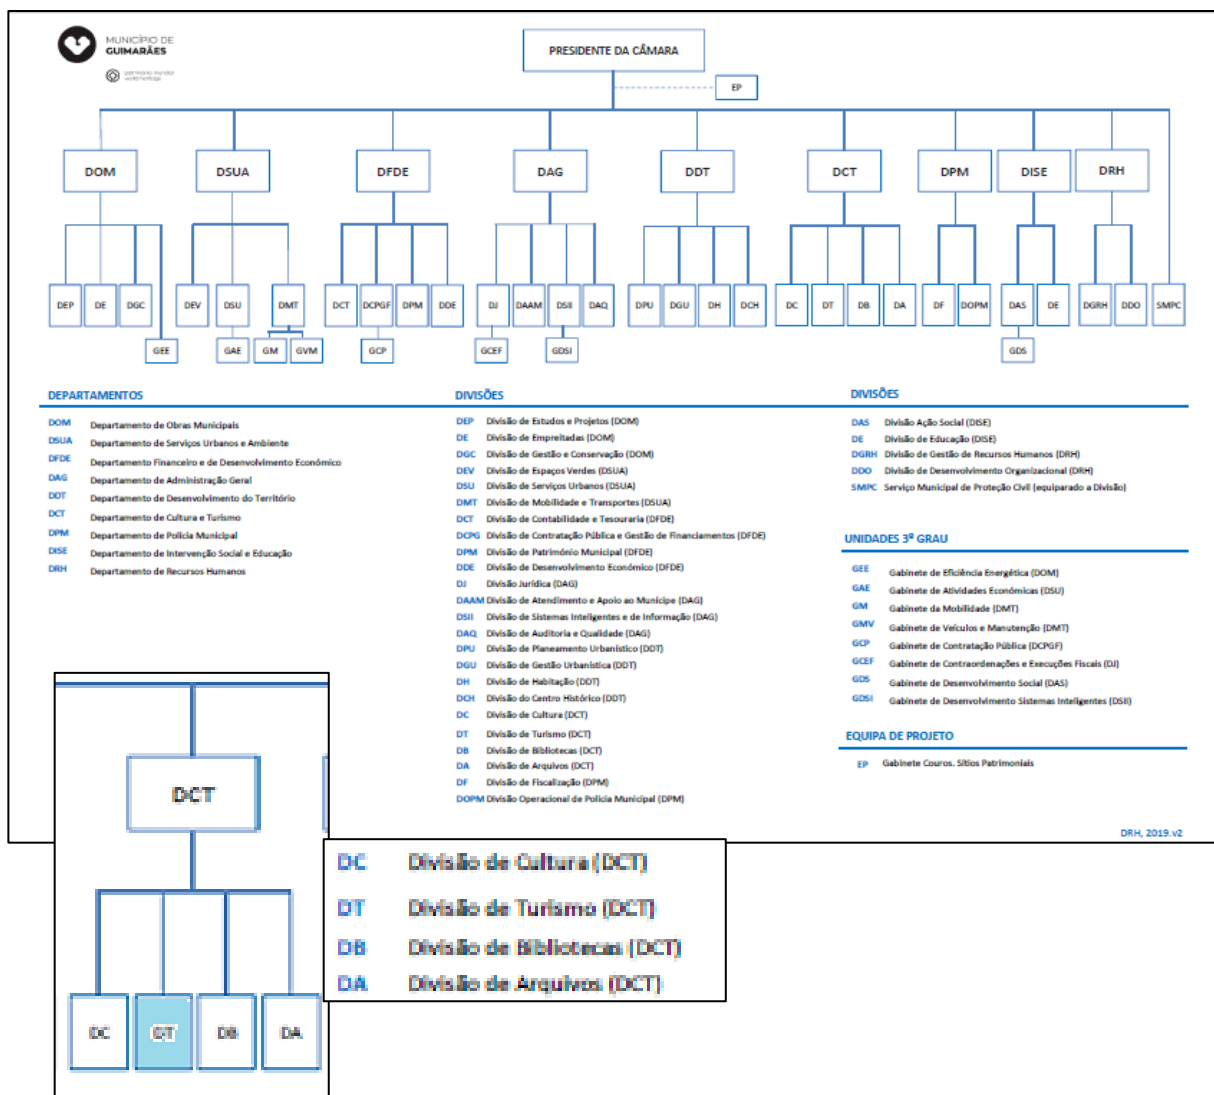 MUNICÍPIO DE
GUIMARÃES
património mundial
world heritage
PRESIDENTE DA CÂMARA
EP
DOM DSUA DFDE DAG DDT DCT DPM DISE DRH
DEP DE DGC DEV DSU DMT DCT DCPGF DPM DDE DJ DAAM DSII DAQ DPU DGU DH DCH DC DT DB DA DF DOPM DAS DE DGRH DDO SMPC
GEE GAE GM GVM GCP GCEF GDSI GDS
DEPARTAMENTOS
DOM Departamento de Obras Municipais
DSUA Departamento de Serviços Urbanos e Ambiente
DFDE Departamento Financeiro e de Desenvolvimento Económico
DAG Departamento de Administração Geral
DDT Departamento de Desenvolvimento do Território
DCT Departamento de Cultura e Turismo
DPM Departamento de Polícia Municipal
DISE Departamento de Intervenção Social e Educação
DRH Departamento de Recursos Humanos
DIVISÕES
DEP Divisão de Estudos e Projetos (DOM)
DE Divisão de Empreitadas (DOM)
DGC Divisão de Gestão e Conservação (DOM)
DEV Divisão de Espaços Verdes (DSUA)
DSU Divisão de Serviços Urbanos (DSUA)
DMT Divisão de Mobilidade e Transportes (DSUA)
DCT Divisão de Contabilidade e Tesouraria (DFDE)
DCPG Divisão de Contratação Pública e Gestão de Financiamentos (DFDE)
DPM Divisão de Património Municipal (DFDE)
DDE Divisão de Desenvolvimento Económico (DFDE)
DJ Divisão Jurídica (DAG)
DAAM Divisão de Atendimento e Apoio ao Munícipe (DAG)
DSII Divisão de Sistemas Inteligentes e de Informação (DAG)
DAQ Divisão de Auditoria e Qualidade (DAG)
DPU Divisão de Planeamento Urbanístico (DDT)
DGU Divisão de Gestão Urbanística (DDT)
DH Divisão de Habitação (DDT)
DCH Divisão do Centro Histórico (DDT)
DC Divisão de Cultura (DCT)
DT Divisão de Turismo (DCT)
DB Divisão de Bibliotecas (DCT)
DA Divisão de Arquivos (DCT)
DF Divisão de Fiscalização (DPM)
DOPM Divisão Operacional de Polícia Municipal (DPM)
DIVISÕES
DAS Divisão Ação Social (DISE)
DE Divisão de Educação (DISE)
DGRH Divisão de Gestão de Recursos Humanos (DRH)
DDO Divisão de Desenvolvimento Organizacional (DRH)
SMPC Serviço Municipal de Proteção Civil (equiparado a Divisão)
UNIDADES 3º GRAU
GEE Gabinete de Eficiência Energética (DOM)
GAE Gabinete de Atividades Económicas (DSU)
GM Gabinete da Mobilidade (DMT)
GMV Gabinete de Veículos e Manutenção (DMT)
GCP Gabinete de Contratação Pública (DCPGF)
GCEF Gabinete de Contraordenações e Execuções Fiscais (DJ)
GDS Gabinete de Desenvolvimento Social (DAS)
GDSI Gabinete de Desenvolvimento Sistemas Inteligentes (DSII)
EQUIPA DE PROJETO
EP Gabinete Couros. Sítios Patrimoniais
DRH, 2019.v2
DCT
DC DT DB DA
DC Divisão de Cultura (DCT)
DT Divisão de Turismo (DCT)
DB Divisão de Bibliotecas (DCT)
DA Divisão de Arquivos (DCT)